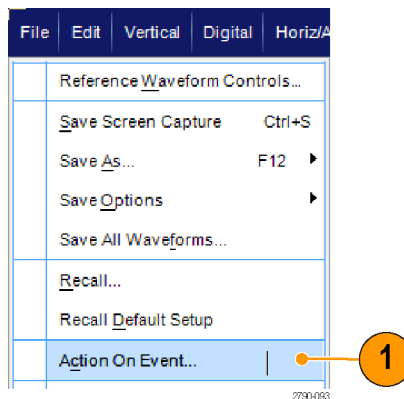 File Edit Vertical Digital Horiz/A
Reference Waveform Controls...
Save Screen Capture Ctrl+S
Save As... F12
Save Options
Save All Waveforms...
Recall...
Recall Default Setup
Action On Event...
1
2790-093